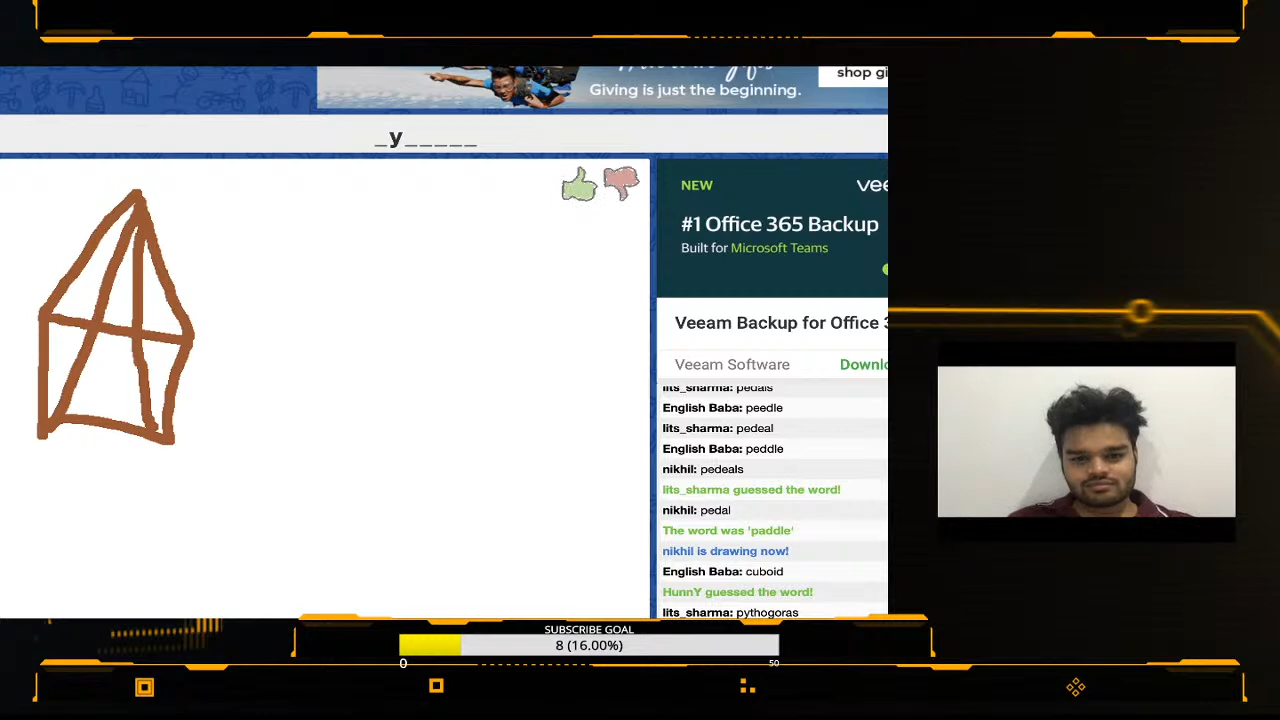 shop gi
Giving is just the beginning.
_y_____
NEW
vee
#1 Office 365 Backup
Built for Microsoft Teams
Veeam Backup for Office 3
Veeam Software
Downlo
lits_sharma: pedals
English Baba: peedle
lits_sharma: pedeal
English Baba: peddle
nikhil: pedeals
lits_sharma guessed the word!
nikhil: pedal
The word was 'paddle'
nikhil is drawing now!
English Baba: cuboid
HunnY guessed the word!
lits_sharma: pythogoras
SUBSCRIBE GOAL
8 (16.00%)
0
50